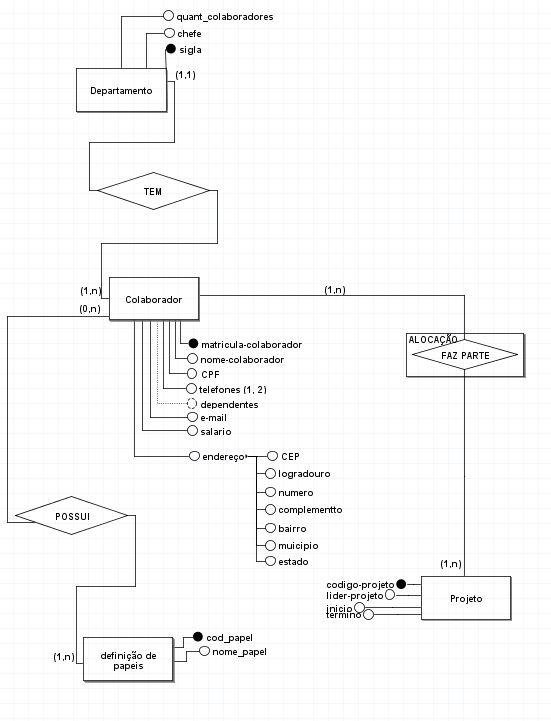 quant_colaboradores
chefe
sigla
(1,1)
Departamento
TEM
(1,n)
Colaborador
(1,n)
(0,n)
ALOCAÇÃO
FAZ PARTE
matricula-colaborador
nome-colaborador
CPF
telefones (1, 2)
dependentes
e-mail
salario
endereço
CEP
logradouro
numero
complementto
bairro
muicipio
estado
POSSUI
(1,n)
codigo-projeto
lider-projeto
inicio
termino
Projeto
cod_papel
nome_papel
(1,n)
definição de
papeis